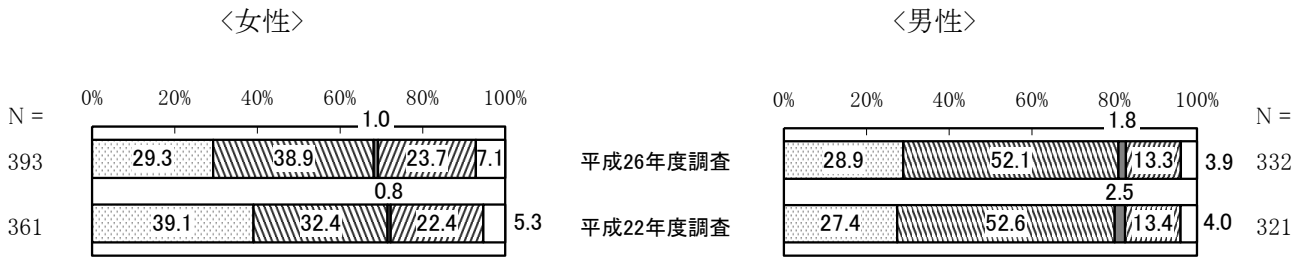 〈女性〉 〈男性〉
0% 20% 40% 60% 80% 100% 0% 20% 40% 60% 80% 100%
N = 1.0 1.8 N =
393 29.3 38.9 23.7 7.1 平成26年度調査 28.9 52.1 13.3 3.9 332
0.8 2.5
361 39.1 32.4 22.4 5.3 平成22年度調査 27.4 52.6 13.4 4.0 321